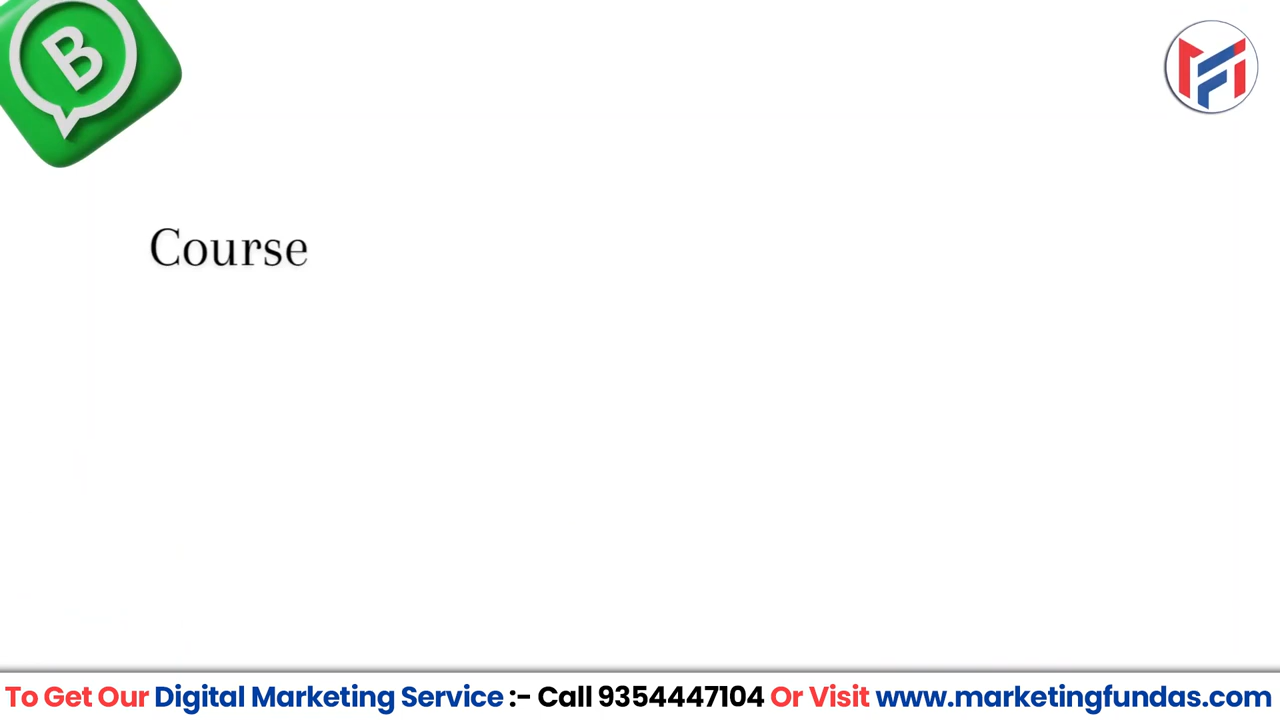 B
Course
To Get Our Digital Marketing Service :- Call 9354447104 Or Visit www.marketingfundas.com